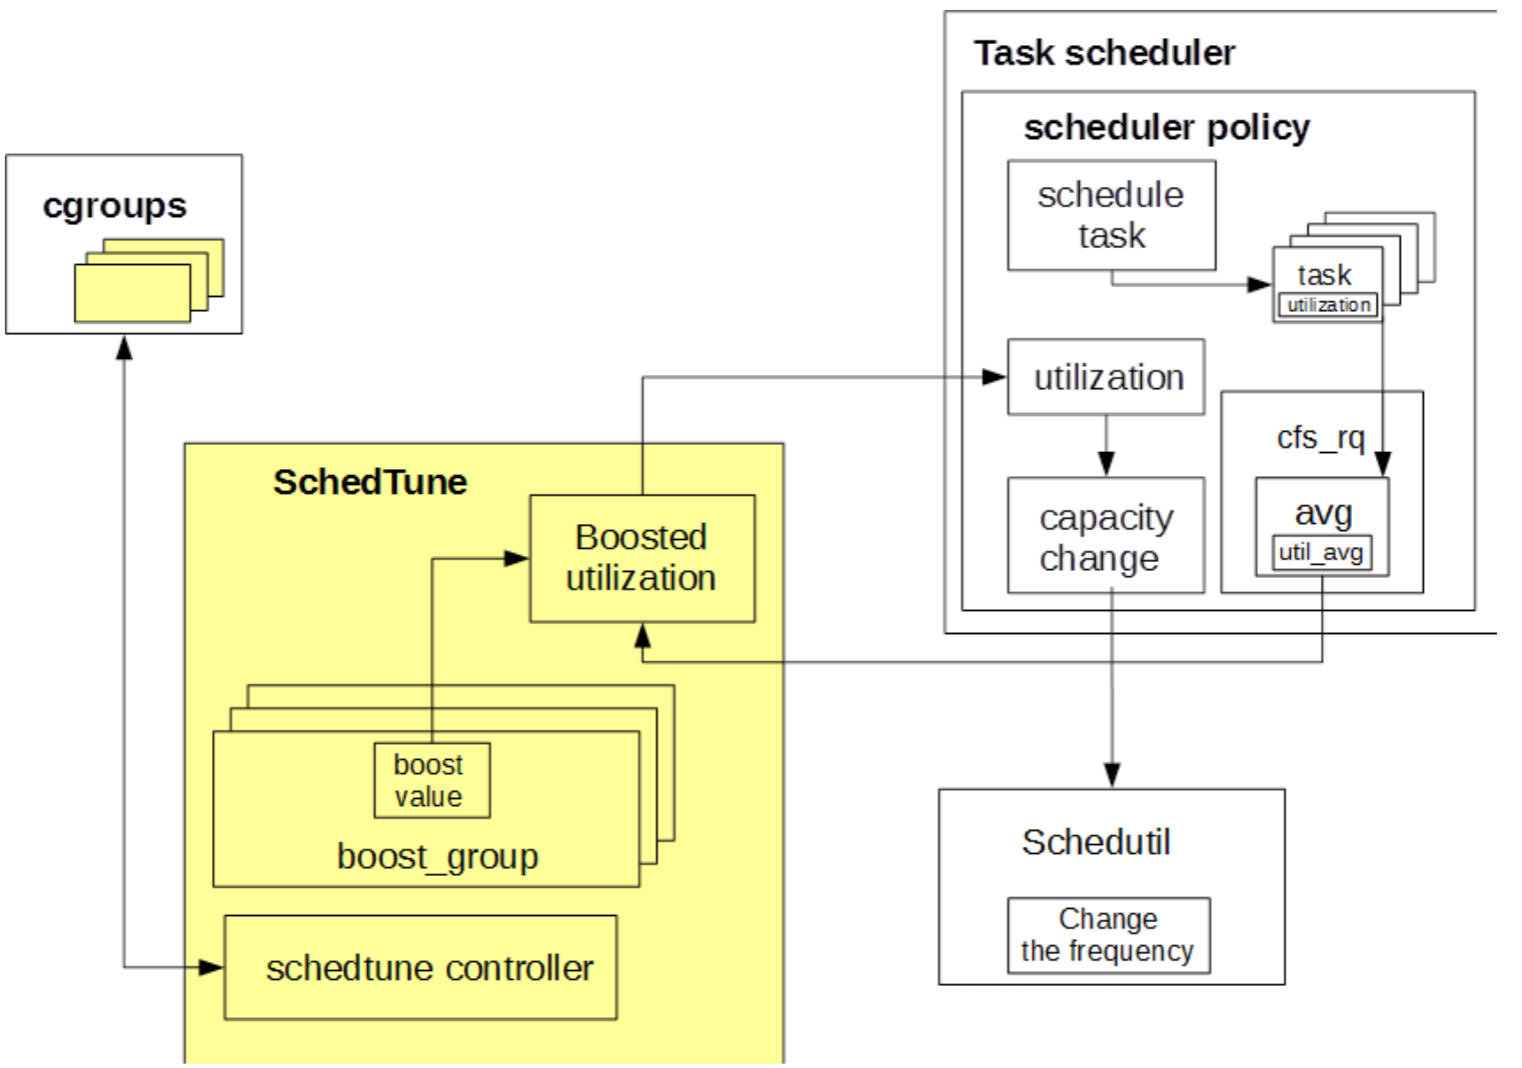 Task scheduler
scheduler policy
schedule
task
task
utilization
cgroups
utilization
cfs_rq
SchedTune
capacity
change
avg
util_avg
Boosted
utilization
boost
value
boost_group
Schedutil
Change
the frequency
schedtune controller